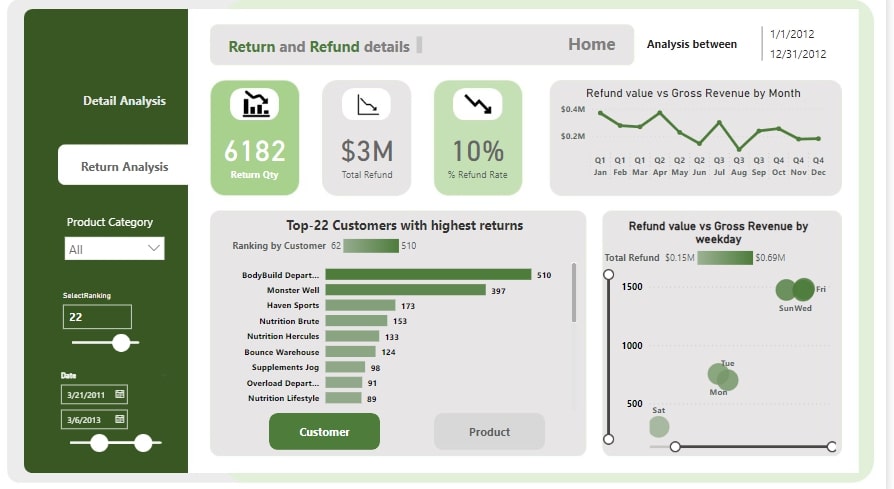 Detail Analysis
Return Analysis
Product Category
All
SelectRanking
22
Date
3/21/2011
3/6/2013
Return and Refund details
Home
Analysis between
1/1/2012
12/31/2012
6182
Return Qty
$3M
Total Refund
10%
% Refund Rate
Refund value vs Gross Revenue by Month
$0.4M
$0.2M
Q1 Q1 Q1 Q2 Q2 Q2 Q3 Q3 Q3 Q4 Q4 Q4
Jan Feb Mar Apr May Jun Jul Aug Sep Oct Nov Dec
Top-22 Customers with highest returns
Ranking by Customer 62 510
BodyBuild Depart... 510
Monster Well 397
Haven Sports 173
Nutrition Brute 153
Nutrition Hercules 133
Bounce Warehouse 124
Supplements Jog 98
Overload Depart... 91
Nutrition Lifestyle 89
Customer
Product
Refund value vs Gross Revenue by
weekday
Total Refund $0.15M $0.69M
1500
Fri
Sun Wed
1000
Tue
Mon
500
Sat